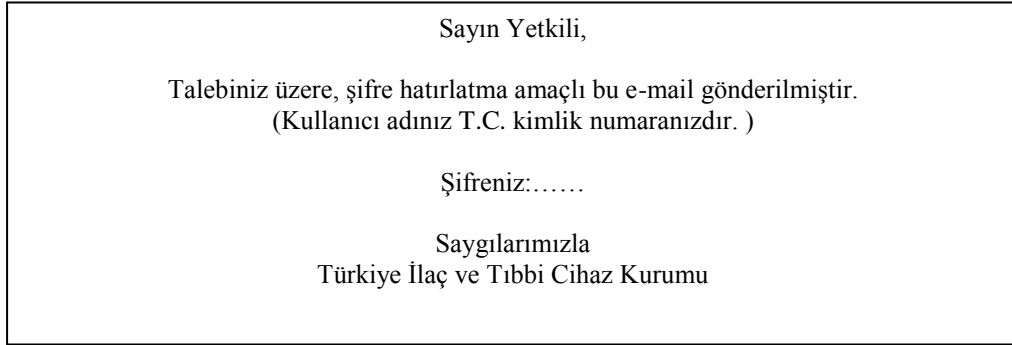 Sayın Yetkili,
Talebiniz üzere, şifre hatırlatma amaçlı bu e-mail gönderilmiştir.
(Kullanıcı adınız T.C. kimlik numaranızdır. )
Şifreniz:……
Saygılarımızla
Türkiye İlaç ve Tıbbi Cihaz Kurumu